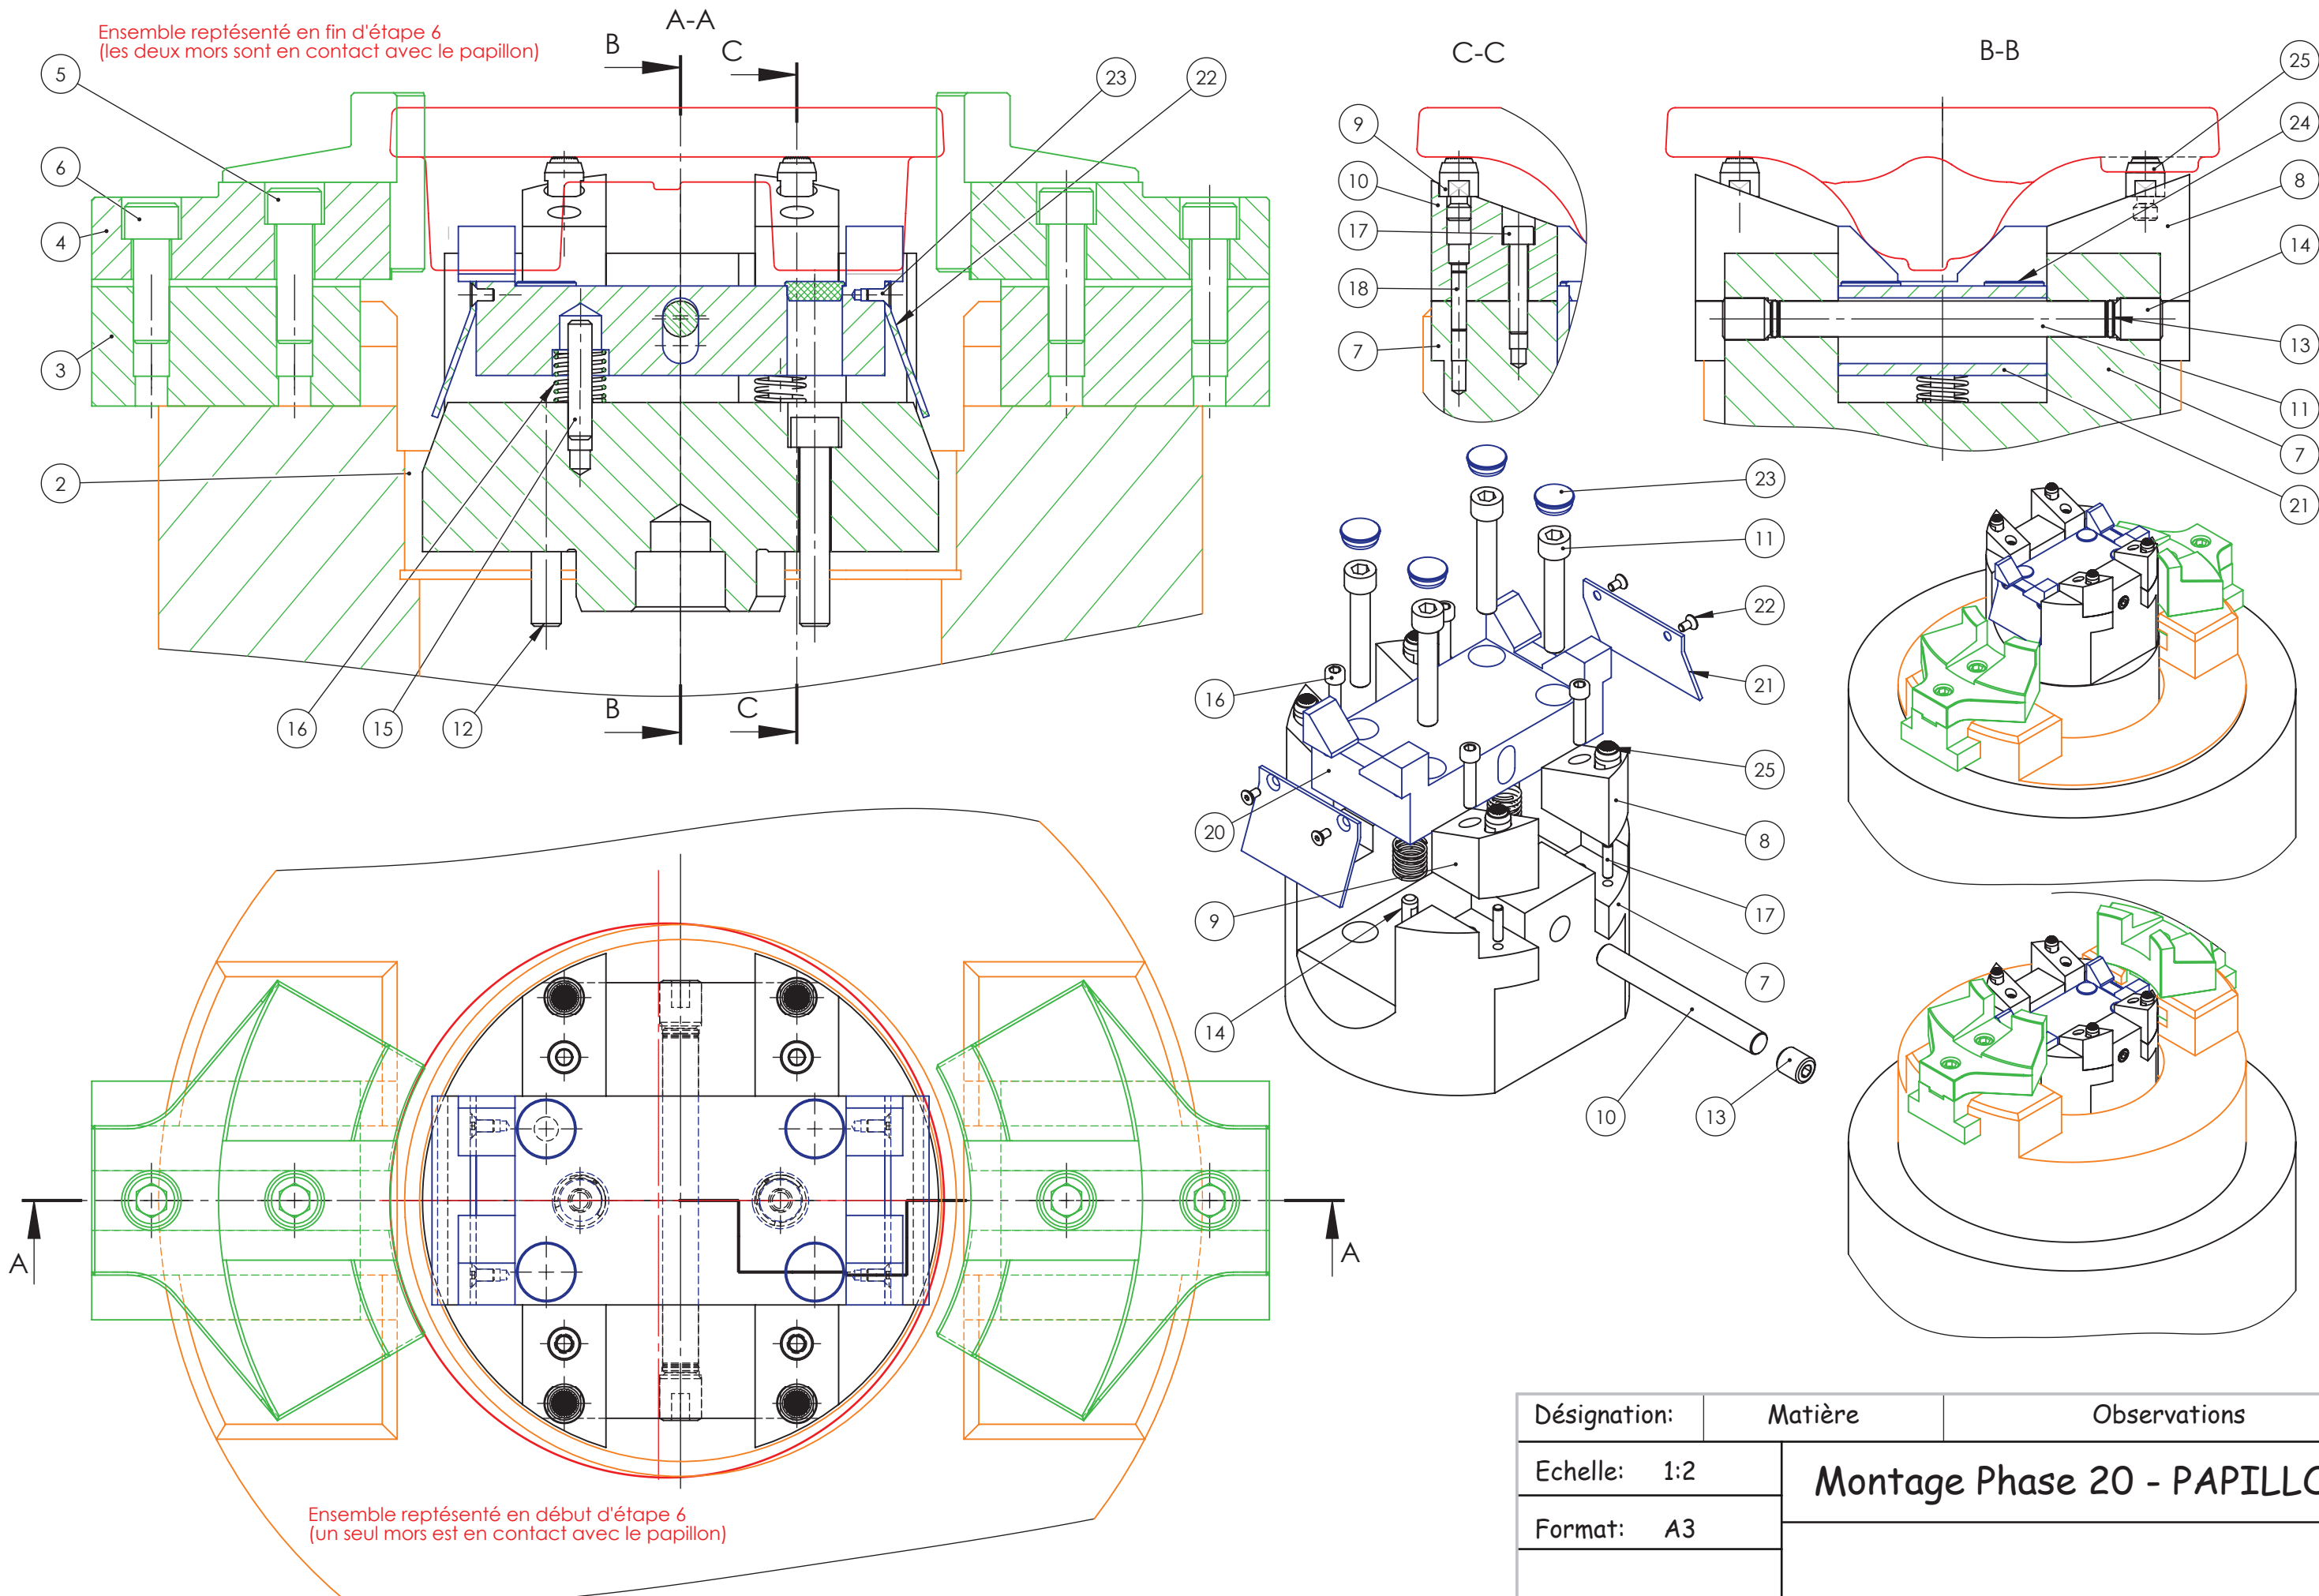 Ensemble reptésenté en fin d'étape 6
(les deux mors sont en contact avec le papillon)
A-A
B
C
C-C
B-B
5
6
4
3
2
23
22
16
15
12
B
C
9
10
17
18
7
25
24
8
14
13
11
7
21
23
11
22
21
16
25
20
8
9
17
7
14
10
13
A
A
Ensemble reptésenté en début d'étape 6
(un seul mors est en contact avec le papillon)
Désignation:
Matière
Observations
Echelle: 1:2
Montage Phase 20 - PAPILLO
Format: A3